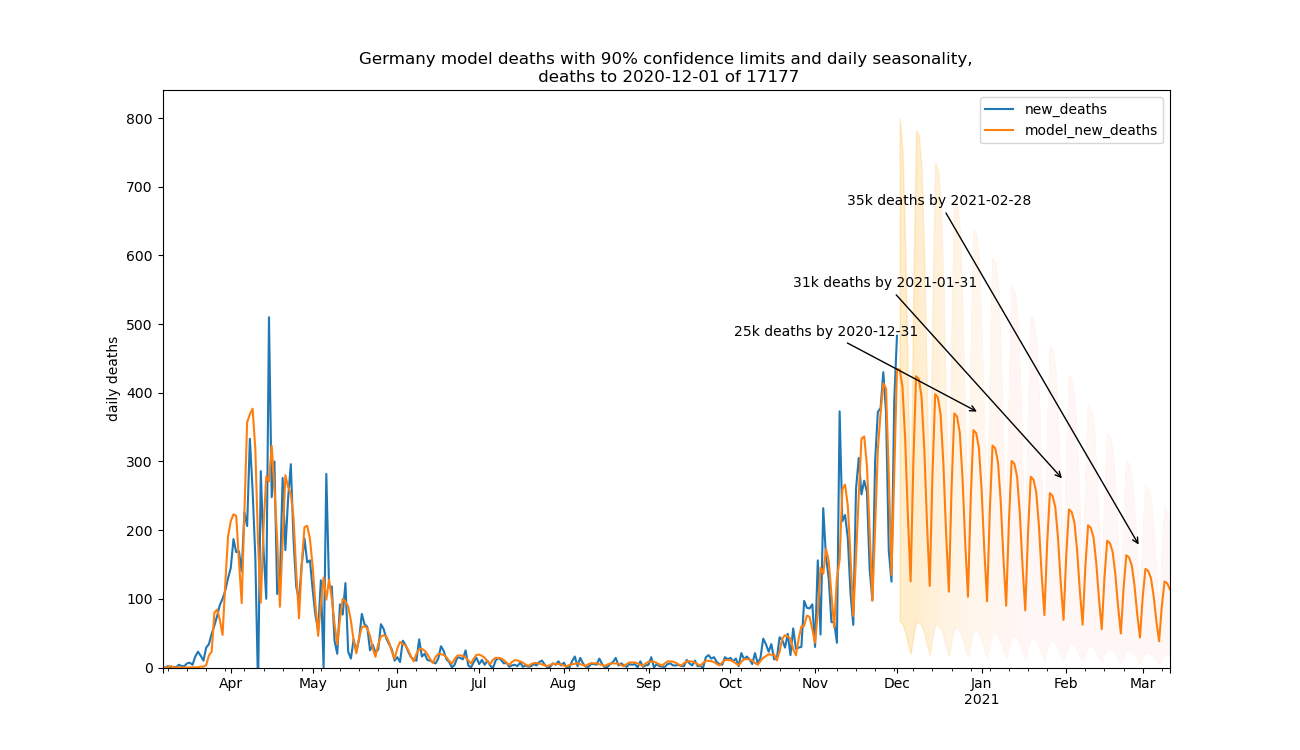 Germany model deaths with 90% confidence limits and daily seasonality,
deaths to 2020-12-01 of 17177
new_deaths
model_new_deaths
800
700
600
500
400
300
200
100
0
daily deaths
35k deaths by 2021-02-28
31k deaths by 2021-01-31
25k deaths by 2020-12-31
Apr May Jun Jul Aug Sep Oct Nov Dec Jan Feb Mar
2021